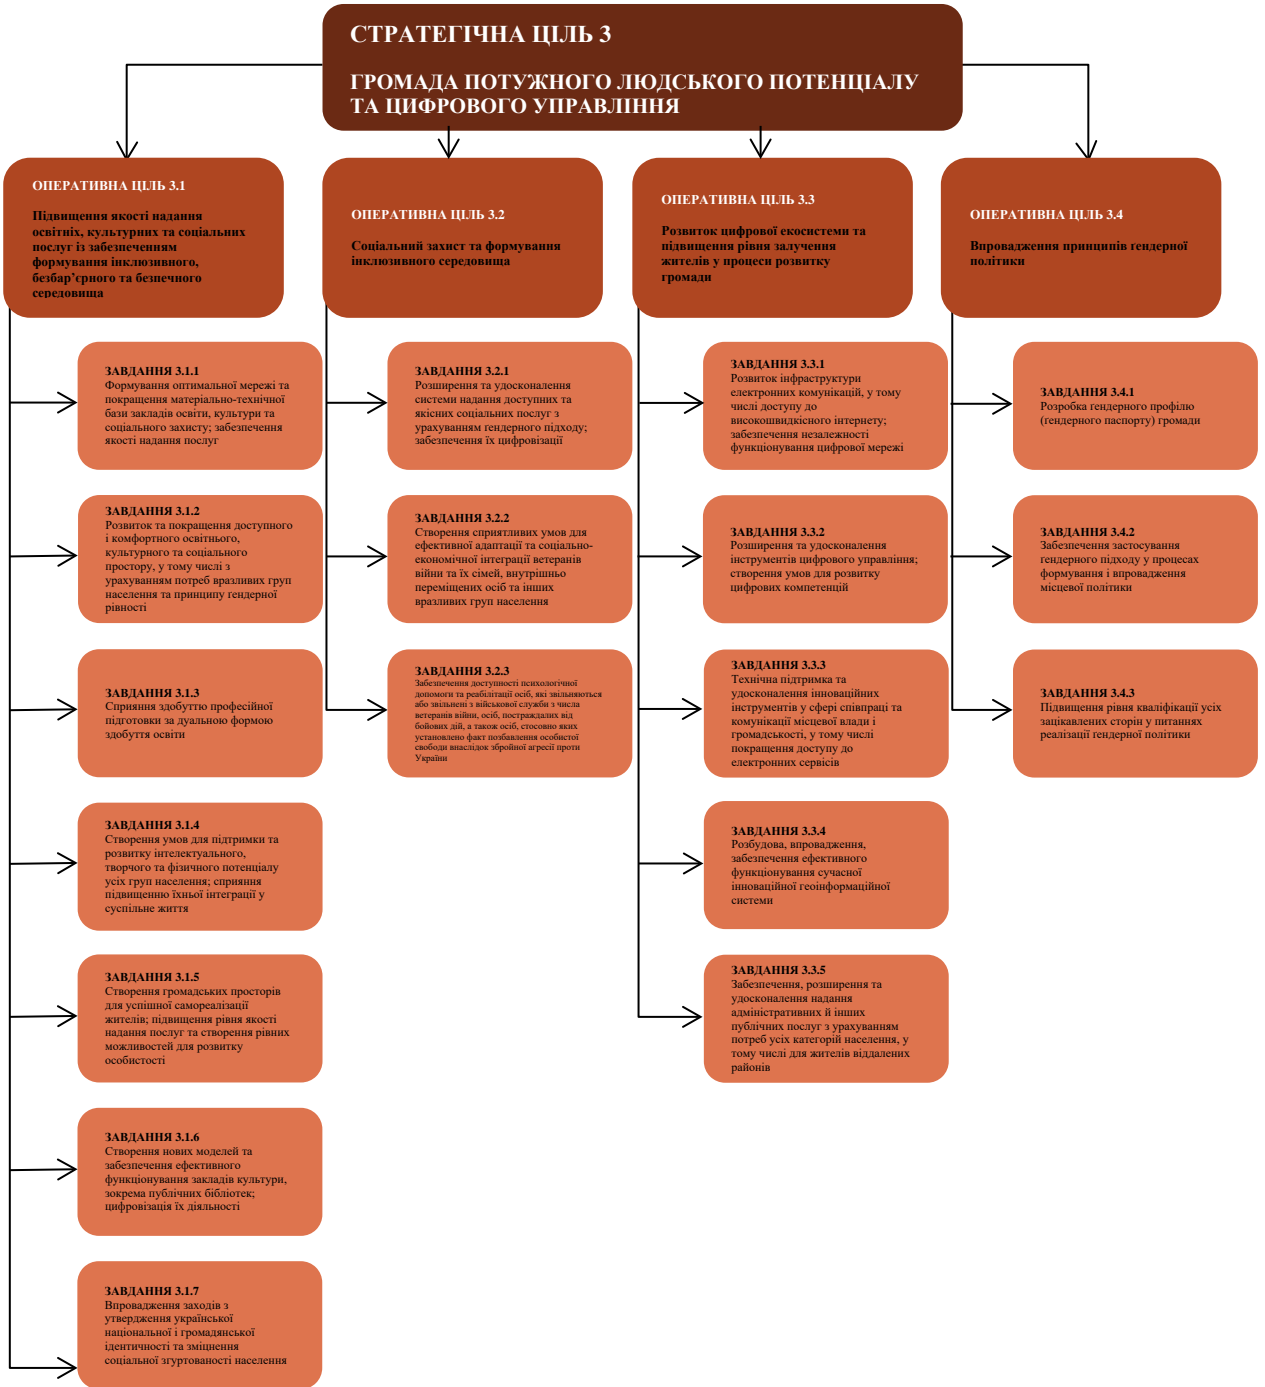 СТРАТЕГІЧНА ЦІЛЬ 3
ГРОМАДА ПОТУЖНОГО ЛЮДСЬКОГО ПОТЕНЦІАЛУ
ТА ЦИФРОВОГО УПРАВЛІННЯ
ОПЕРАТИВНА ЦІЛЬ 3.1
Підвищення якості надання
освітніх, культурних та соціальних
послуг із забезпеченням
формування інклюзивного,
безбар’єрного та безпечного
середовища
ОПЕРАТИВНА ЦІЛЬ 3.2
Соціальний захист та формування
інклюзивного середовища
ОПЕРАТИВНА ЦІЛЬ 3.3
Розвиток цифрової екосистеми та
підвищення рівня залучення
жителів у процеси розвитку
громади
ОПЕРАТИВНА ЦІЛЬ 3.4
Впровадження принципів ґендерної
політики
ЗАВДАННЯ 3.1.1
Формування оптимальної мережі та
покращення матеріально-технічної
бази закладів освіти, культури та
соціального захисту; забезпечення
якості надання послуг
ЗАВДАННЯ 3.1.2
Розвиток та покращення доступного
і комфортного освітнього,
культурного та соціального
простору, у тому числі з
урахуванням потреб вразливих груп
населення та принципу ґендерної
рівності
ЗАВДАННЯ 3.1.3
Сприяння здобуттю професійної
підготовки за дуальною формою
здобуття освіти
ЗАВДАННЯ 3.1.4
Створення умов для підтримки та
розвитку інтелектуального,
творчого та фізичного потенціалу
усіх груп населення; сприяння
підвищенню їхньої інтеграції у
суспільне життя
ЗАВДАННЯ 3.1.5
Створення громадських просторів
для успішної самореалізації
жителів; підвищення рівня якості
надання послуг та створення рівних
можливостей для розвитку
особистості
ЗАВДАННЯ 3.1.6
Створення нових моделей та
забезпечення ефективного
функціонування закладів культури,
зокрема публічних бібліотек;
цифровізація їх діяльності
ЗАВДАННЯ 3.1.7
Впровадження заходів з
утвердження української
національної і громадянської
ідентичності та зміцнення
соціальної згуртованості населення
ЗАВДАННЯ 3.2.1
Розширення та удосконалення
системи надання доступних та
якісних соціальних послуг з
урахуванням ґендерного підходу;
забезпечення їх цифровізації
ЗАВДАННЯ 3.2.2
Створення сприятливих умов для
ефективної адаптації та соціально-
економічної інтеграції ветеранів
війни та їх сімей, внутрішньо
переміщених осіб та інших
вразливих груп населення
ЗАВДАННЯ 3.2.3
Забезпечення доступності психологічної
допомоги та реабілітації осіб, які звільняються
або звільнені з військової служби з числа
ветеранів війни, осіб, постраждалих від
бойових дій, а також осіб, стосовно яких
установлено факт позбавлення особистої
свободи внаслідок збройної агресії проти
України
ЗАВДАННЯ 3.3.1
Розвиток інфраструктури
електронних комунікацій, у тому
числі доступу до
високошвидкісного інтернету;
забезпечення незалежності
функціонування цифрової мережі
ЗАВДАННЯ 3.3.2
Розширення та удосконалення
інструментів цифрового управління;
створення умов для розвитку
цифрових компетенцій
ЗАВДАННЯ 3.3.3
Технічна підтримка та
удосконалення інноваційних
інструментів у сфері співпраці та
комунікації місцевої влади і
громадськості, у тому числі
покращення доступу до
електронних сервісів
ЗАВДАННЯ 3.3.4
Розбудова, впровадження,
забезпечення ефективного
функціонування сучасної
інноваційної геоінформаційної
системи
ЗАВДАННЯ 3.3.5
Забезпечення, розширення та
удосконалення надання
адміністративних й інших
публічних послуг з урахуванням
потреб усіх категорій населення, у
тому числі для жителів віддалених
районів
ЗАВДАННЯ 3.4.1
Розробка ґендерного профілю
(ґендерного паспорту) громади
ЗАВДАННЯ 3.4.2
Забезпечення застосування
ґендерного підходу у процесах
формування і впровадження
місцевої політики
ЗАВДАННЯ 3.4.3
Підвищення рівня кваліфікації усіх
зацікавлених сторін у питаннях
реалізації ґендерної політики